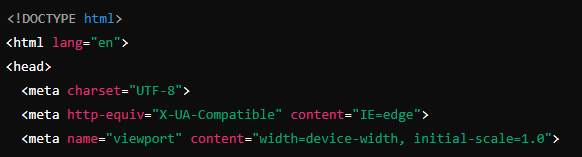 <!DOCTYPE html>
<html lang="en">
<head>
<meta charset="UTF-8">
<meta http-equiv="X-UA-Compatible" content="IE=edge">
<meta name="viewport" content="width=device-width, initial-scale=1.0>